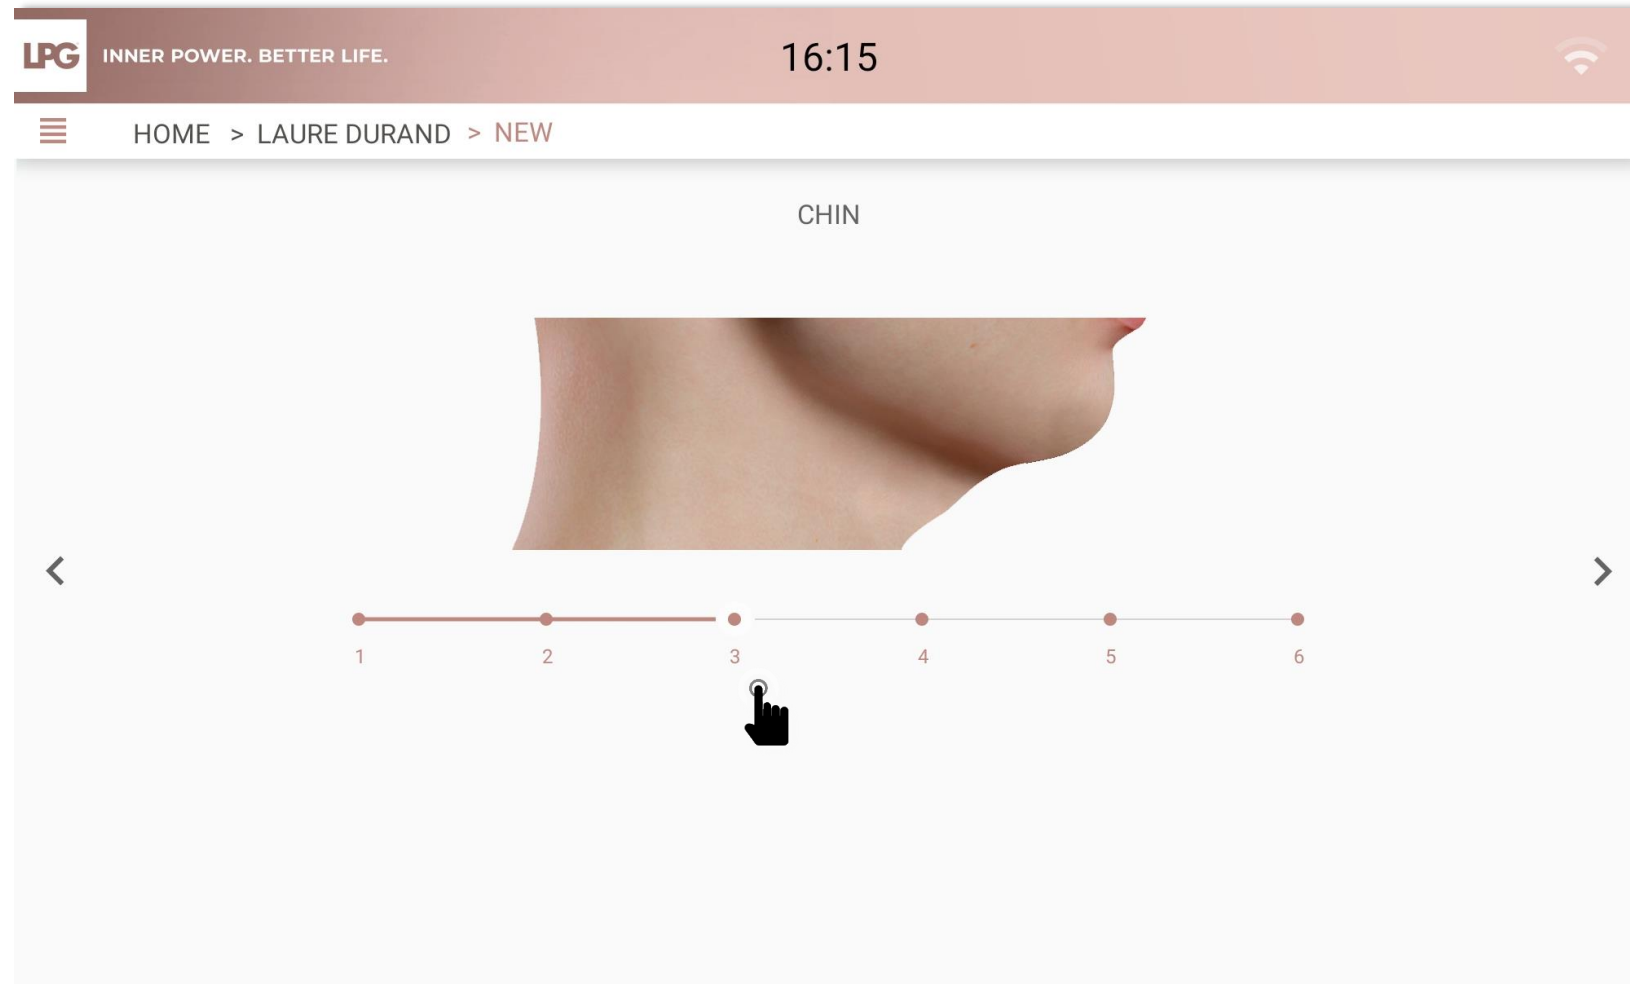 LPG INNER POWER. BETTER LIFE. 16:15
HOME > LAURE DURAND > NEW
CHIN
1 2 3 4 5 6